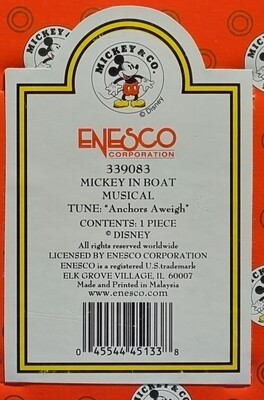 MICKEY & CO.
© Disney
ENESCO
CORPORATION
339083
MICKEY IN BOAT
MUSICAL
TUNE: "Anchors Aweigh"
CONTENTS: 1 PIECE
© DISNEY
All rights reserved worldwide
LICENSED BY ENESCO CORPORATION
ENESCO is a registered U.S. trademark
ELK GROVE VILLAGE, IL 60007
Made and Printed in Malaysia
www.enesco.com
0 45544 45133 8